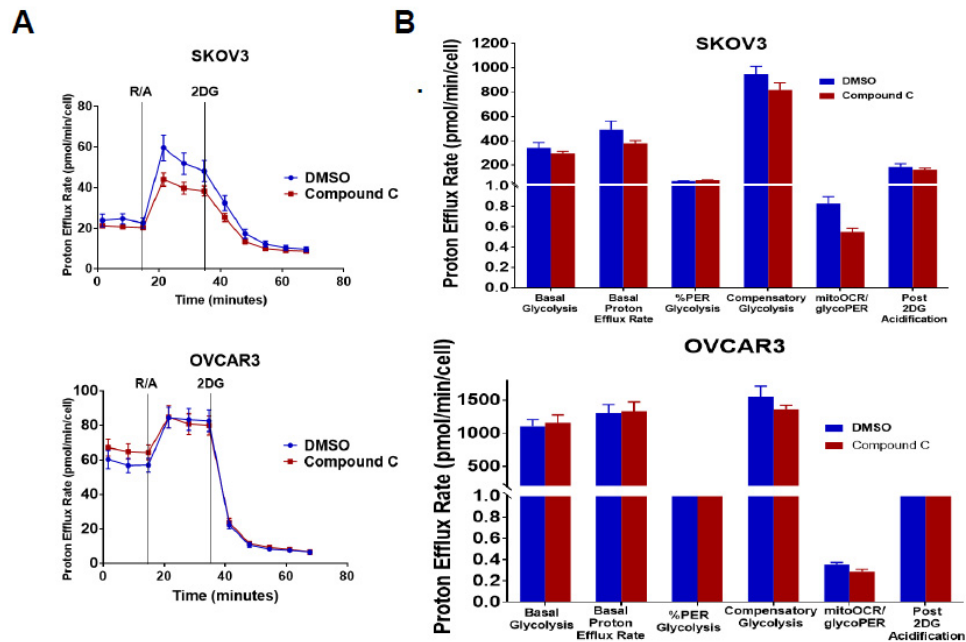 A
SKOV3
R/A 2DG
Proton Efflux Rate (pmol/min/cell)
80
60
40
20
0
0 20 40 60 80
Time (minutes)
DMSO
Compound C
OVCAR3
R/A 2DG
Proton Efflux Rate (pmol/min/cell)
100
80
60
40
20
0
0 20 40 60 80
Time (minutes)
DMSO
Compound C
B
SKOV3
Proton Efflux Rate (pmol/min/cell)
1200
1000
800
600
400
200
1.0
0.8
0.6
0.4
0.2
0.0
DMSO
Compound C
Basal
Glycolysis
Basal
Proton
Efflux Rate
%PER
Glycolysis
Compensatory
Glycolysis
mitoOCR/
glycoPER
Post
2DG
Acidification
OVCAR3
Proton Efflux Rate (pmol/min/cell)
1500
1000
500
1.0
0.8
0.6
0.4
0.2
0.0
DMSO
Compound C
Basal
Glycolysis
Basal
Proton
Efflux Rate
%PER
Glycolysis
Compensatory
Glycolysis
mitoOCR/
glycoPER
Post
2DG
Acidification